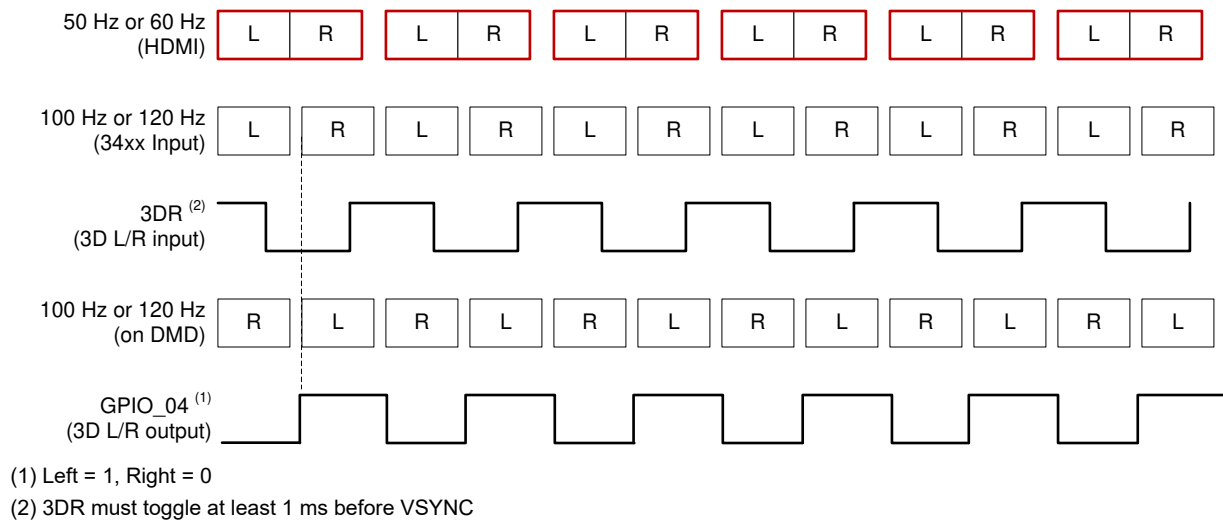 50 Hz or 60 Hz
(HDMI)
L R L R L R L R L R L R
100 Hz or 120 Hz
(34xx Input)
L R L R L R L R L R L R
3DR (2)
(3D L/R input)
100 Hz or 120 Hz
(on DMD)
R L R L R L R L R L R L
GPIO_04 (1)
(3D L/R output)
(1) Left = 1, Right = 0
(2) 3DR must toggle at least 1 ms before VSYNC